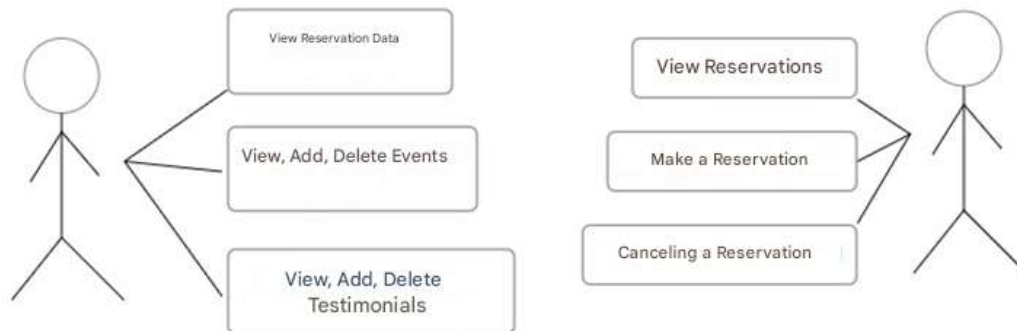 View Reservation Data
View, Add, Delete Events
View, Add, Delete
Testimonials
View Reservations
Make a Reservation
Canceling a Reservation